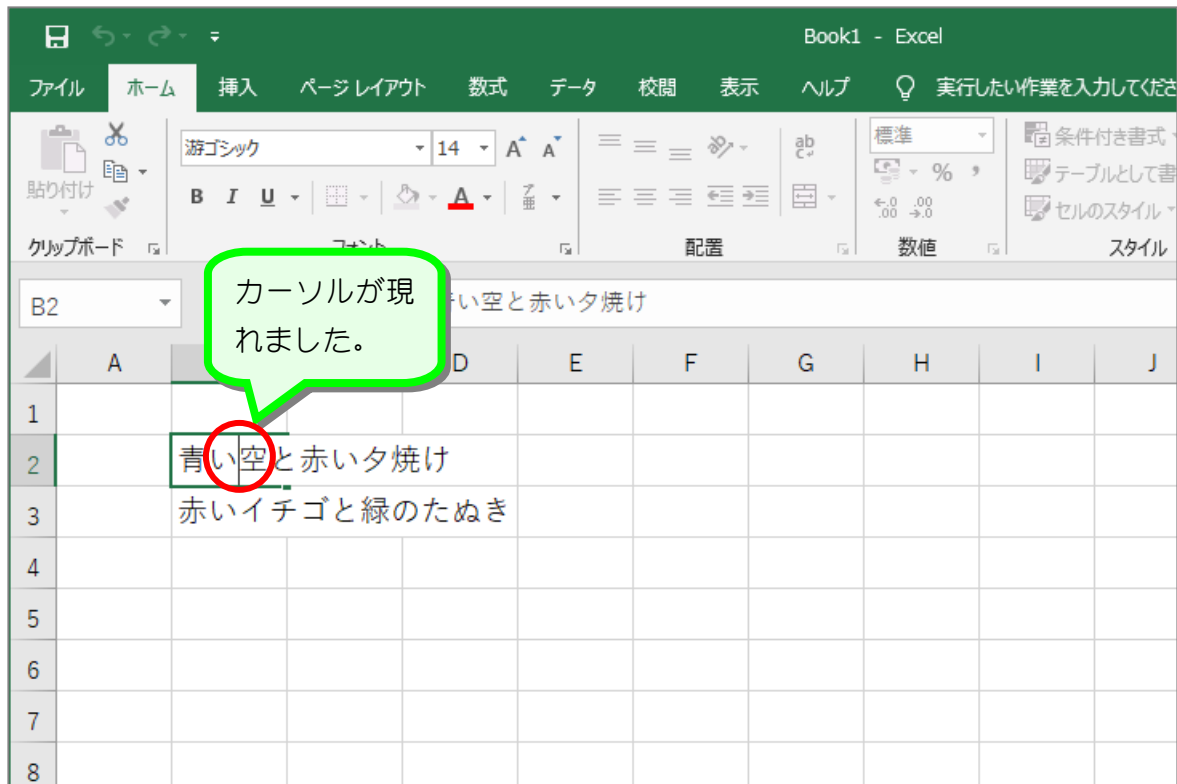 Book1 - Excel
ファイル ホーム 挿入 ページ レイアウト 数式 データ 校閲 表示 ヘルプ 実行したい作業を入力してくださ
貼り付け
游ゴシック 14 A A ab 標準 条件付き書式
B I U A 亜 % , テーブルとして書
セルのスタイル
クリップボード フォント 配置 数値 スタイル
カーソルが現
れました。
B2 い空と赤い夕焼け
A D E F G H I J
1
2 青い空と赤い夕焼け
3 赤いイチゴと緑のたぬき
4
5
6
7
8